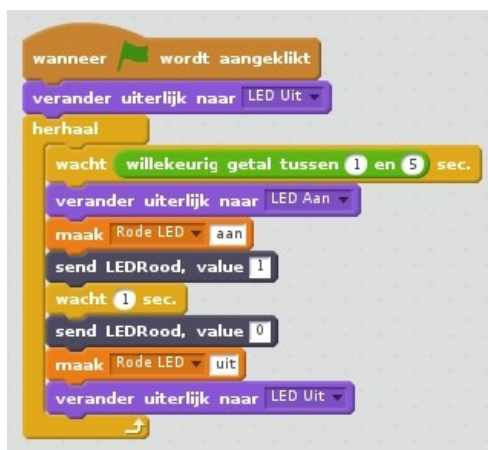 wanneer wordt aangeklikt
verander uiterlijk naar LED Uit
herhaal
wacht willekeurig getal tussen 1 en 5 sec.
verander uiterlijk naar LED Aan
maak Rode LED aan
send LEDRood, value 1
wacht 1 sec.
send LEDRood, value 0
maak Rode LED uit
verander uiterlijk naar LED Uit